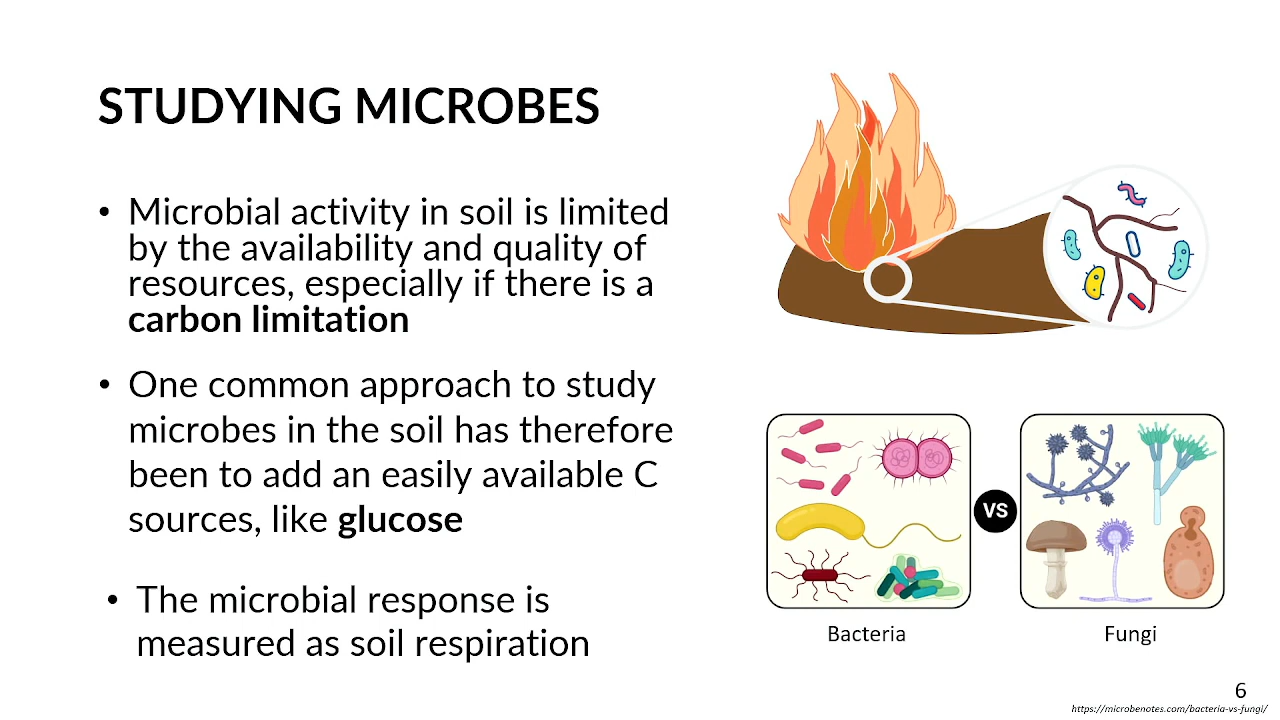 STUDYING MICROBES
• Microbial activity in soil is limited
by the availability and quality of
resources, especially if there is a
carbon limitation
• One common approach to study
microbes in the soil has therefore
been to add an easily available C
sources, like glucose
• The microbial response is
measured as soil respiration
VS
Bacteria
Fungi
6
https://microbenotes.com/bacteria-vs-fungi/